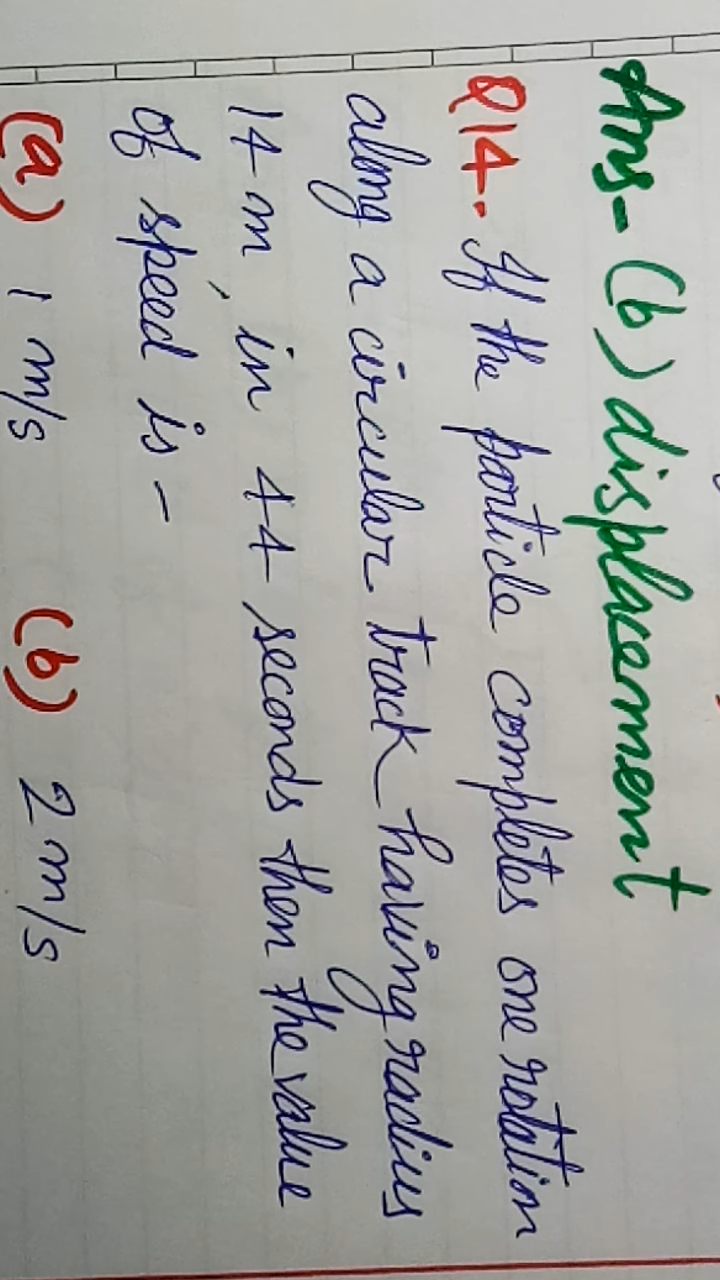 Ans- (b) displacement
Q14. If the particle completes one rotation
along a circular track having radius
14 m, in 44 seconds then the value
of speed is -
(a) 1 m/s (b) 2 m/s